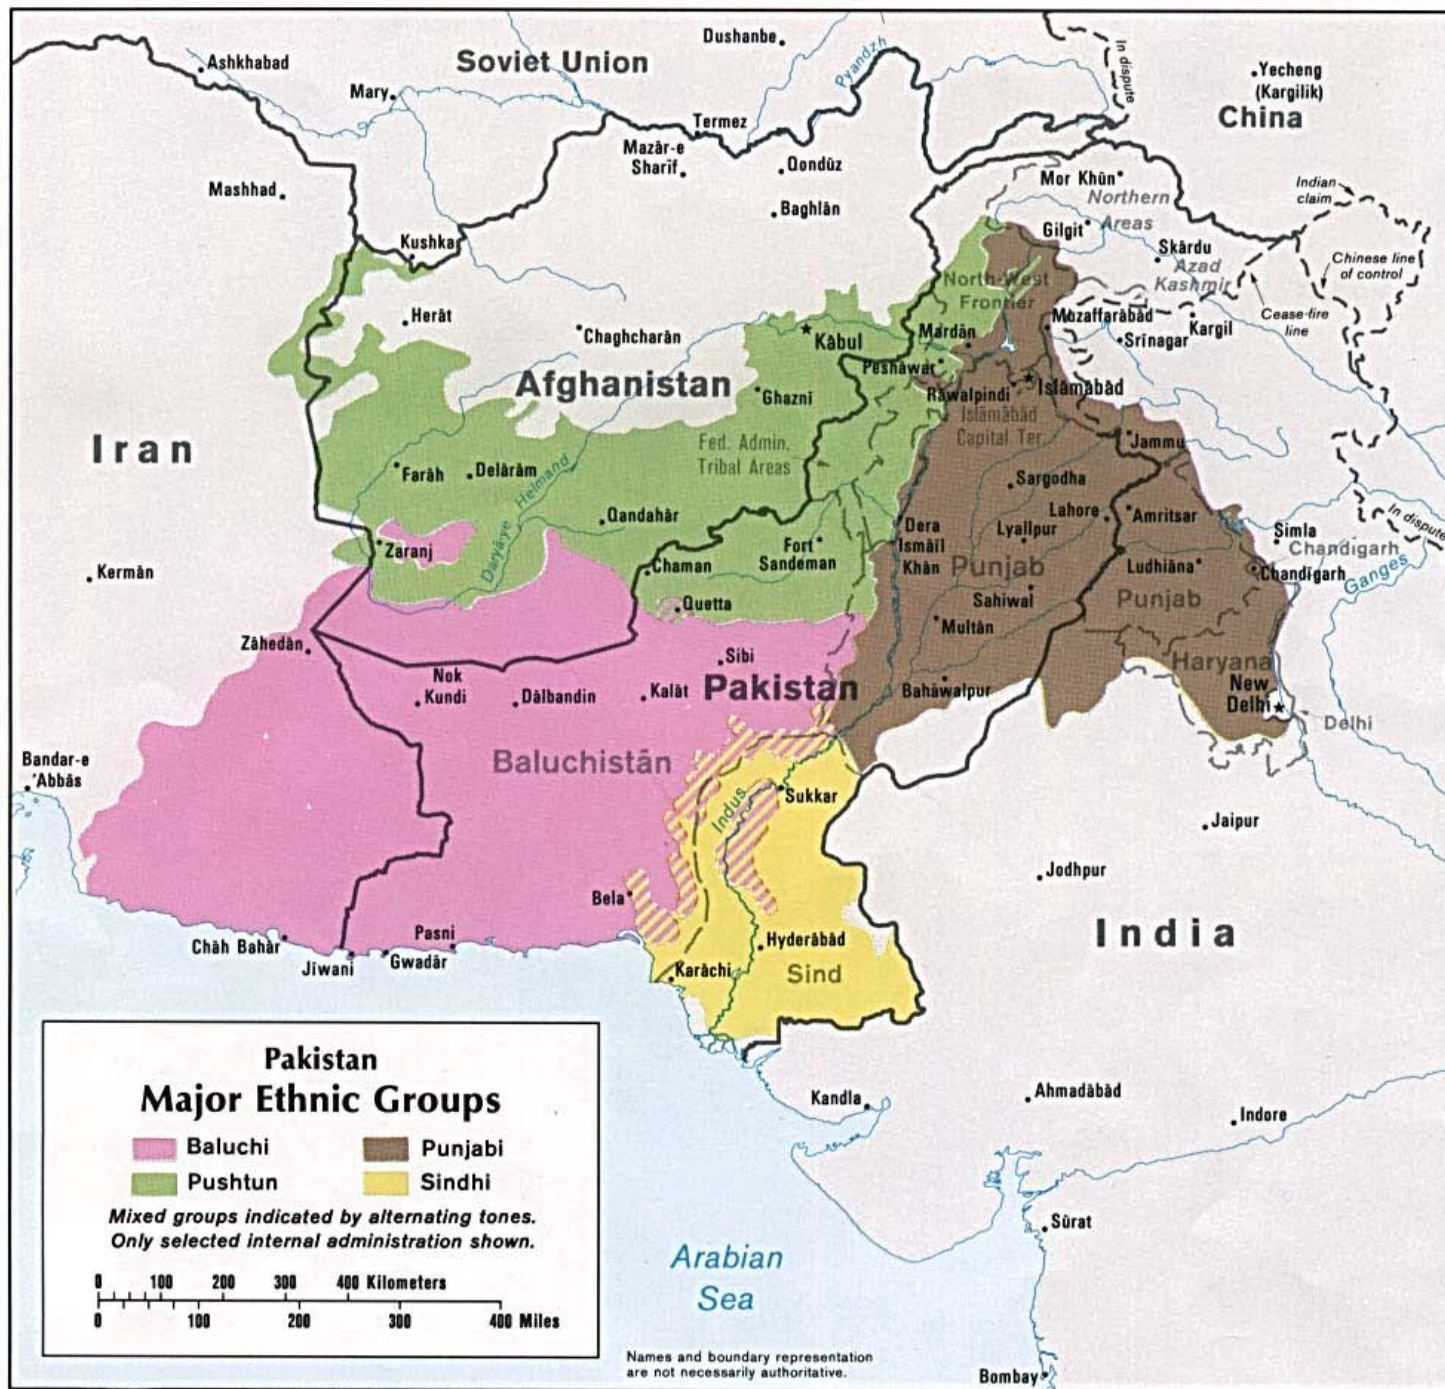 Soviet Union
Dushanbe
Pyandzh
In dispute
Yecheng
(Kargilik)
China
Ashkhabad
Mary
Termez
Mazār-e
Sharīf
Qondūz
Mashhad
Baghlān
Mor Khūn
Northern
Areas
Indian
claim
Kushka
Gilgit
Skārdu
Azad
Kashmir
Chinese line
of control
North-West
Frontier
Herāt
Chaghcharān
Kābul
Mardān
Muzaffarābād
Kargil
Cease-fire
line
Srīnagar
Peshāwar
Afghanistan
Ghaznī
Rāwalpindi
Islāmābād
Islāmābād
Capital Ter.
Iran
Fed. Admin.
Tribal Areas
Jammu
Farāh
Delārām
Daryā-ye Helmand
Sargodha
Qandahār
Lahore
Amritsar
In dispute
Zaranj
Fort
Sandeman
Dera
Ismāīl
Khān
Lyallpur
Simla
Chandīgarh
Kermān
Chaman
Punjab
Ludhiāna
Chandīgarh
Ganges
Quetta
Sahiwal
Punjab
Multān
Zāhedān
Sibi
Haryana
Nok
Kundi
Dālbandin
Kalāt
Pakistan
Bahāwalpur
New
Delhi
Delhi
Bandar-e
'Abbās
Baluchistān
Indus
Sukkar
Jaipur
Jodhpur
Bela
India
Chāh Bahār
Pasni
Hyderābād
Jīwani
Gwadār
Karāchi
Sind
Pakistan
Major Ethnic Groups
Baluchi
Punjabi
Pushtun
Sindhi
Mixed groups indicated by alternating tones.
Only selected internal administration shown.
0 100 200 300 400 Kilometers
0 100 200 300 400 Miles
Kandla
Ahmadābād
Indore
Sūrat
Arabian
Sea
Names and boundary representation
are not necessarily authoritative.
Bombay